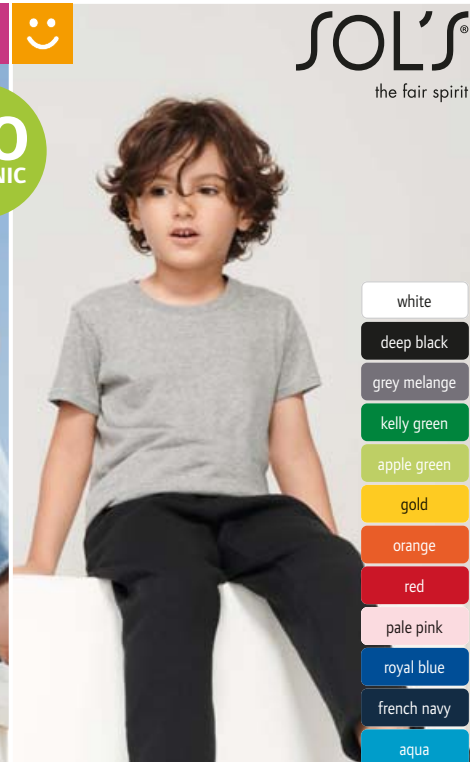 SOL'S®
the fair spirit
white
deep black
grey melange
kelly green
apple green
gold
orange
red
pale pink
royal blue
french navy
aqua